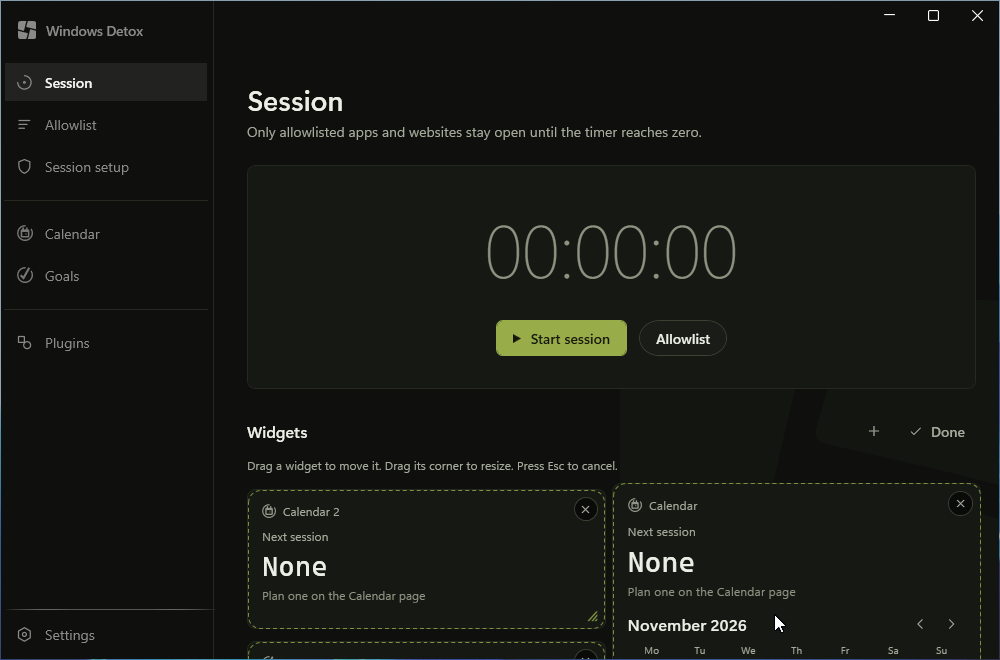 Windows Detox
Session
Allowlist
Session setup
Calendar
Goals
Plugins
Settings
Session
Only allowlisted apps and websites stay open until the timer reaches zero.
00:00:00
Start session
Allowlist
Widgets
Done
Drag a widget to move it. Drag its corner to resize. Press Esc to cancel.
Calendar 2
Next session
None
Plan one on the Calendar page
Calendar
Next session
None
Plan one on the Calendar page
November 2026
Mo Tu We Th Fr Sa Su